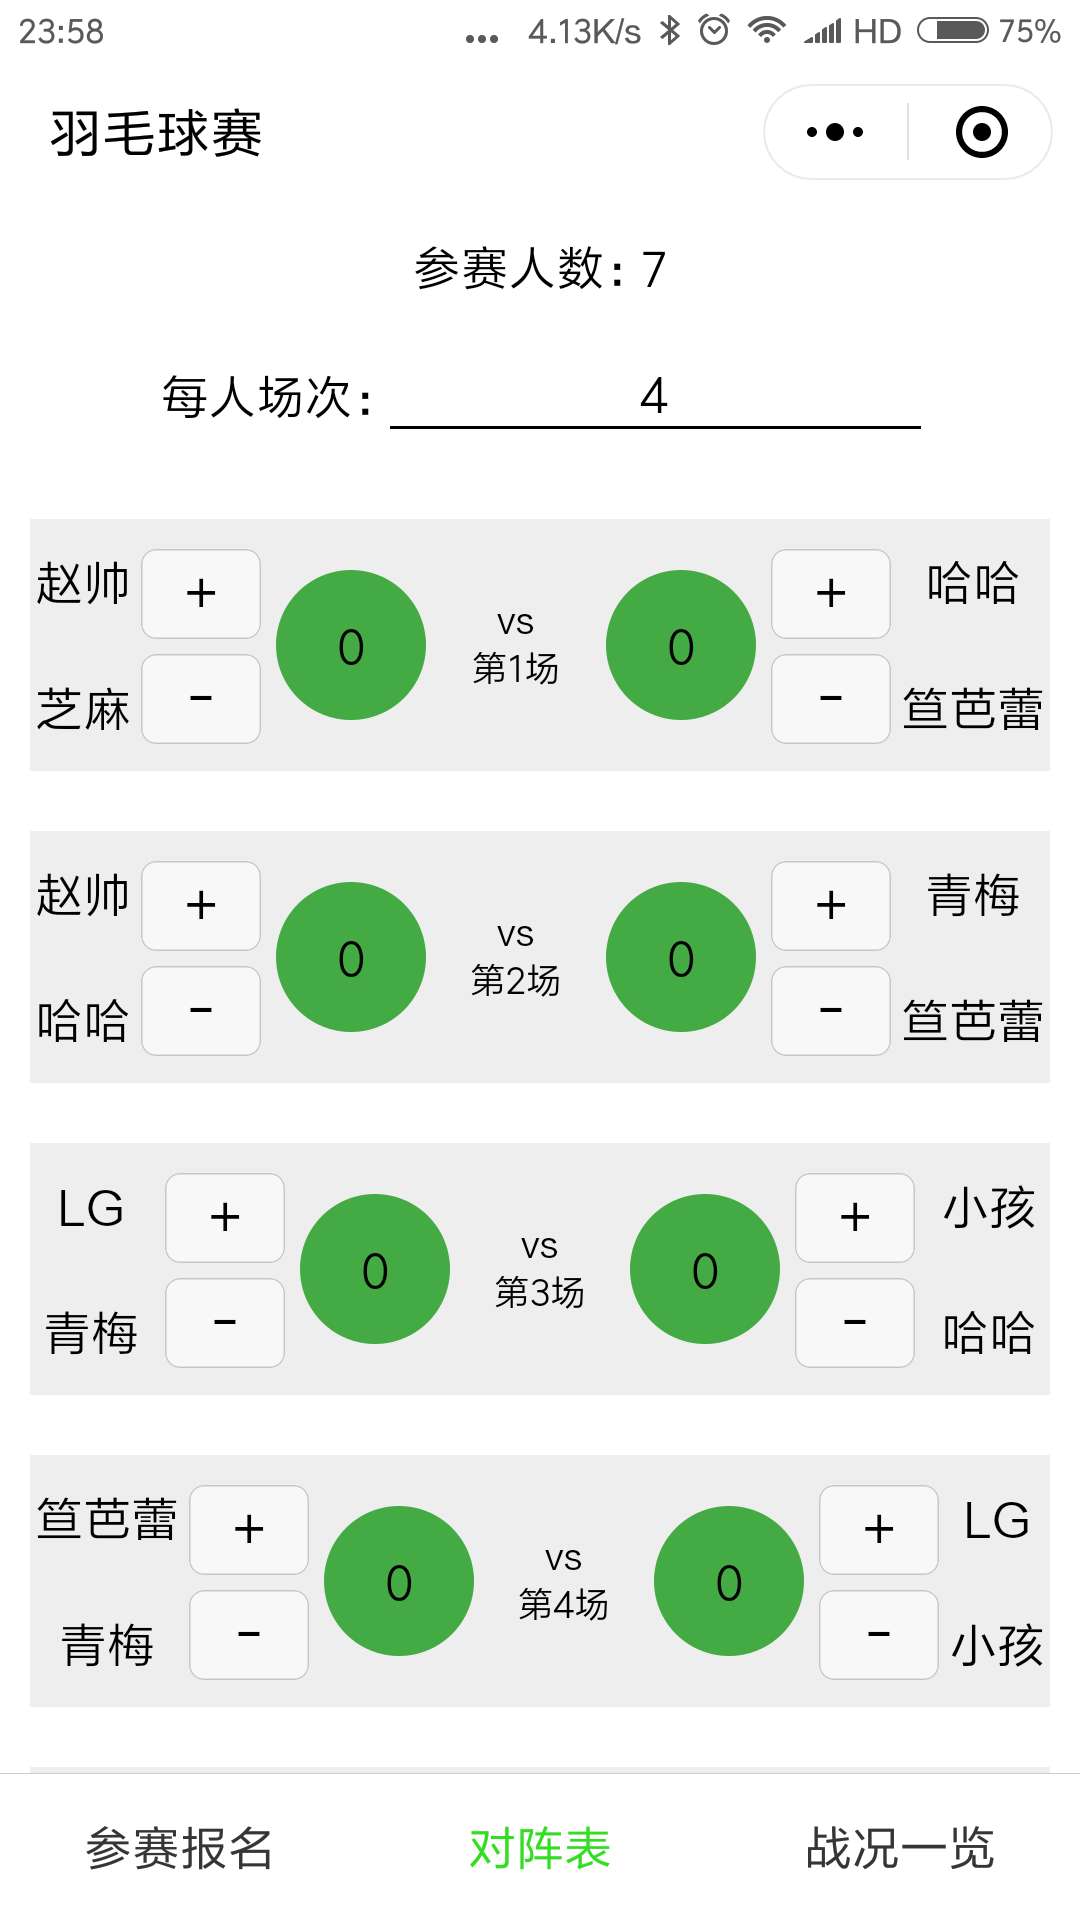 23:58 ... 4.13K/s HD 75%
羽毛球赛
参赛人数: 7
每人场次: 4
赵帅 + 0 vs 0 + 哈哈
第1场
芝麻 - - 笪芭蕾
赵帅 + 0 vs 0 + 青梅
第2场
哈哈 - - 笪芭蕾
LG + 0 vs 0 + 小孩
第3场
青梅 - - 哈哈
笪芭蕾 + 0 vs 0 + LG
第4场
青梅 - - 小孩
参赛报名 对阵表 战况一览